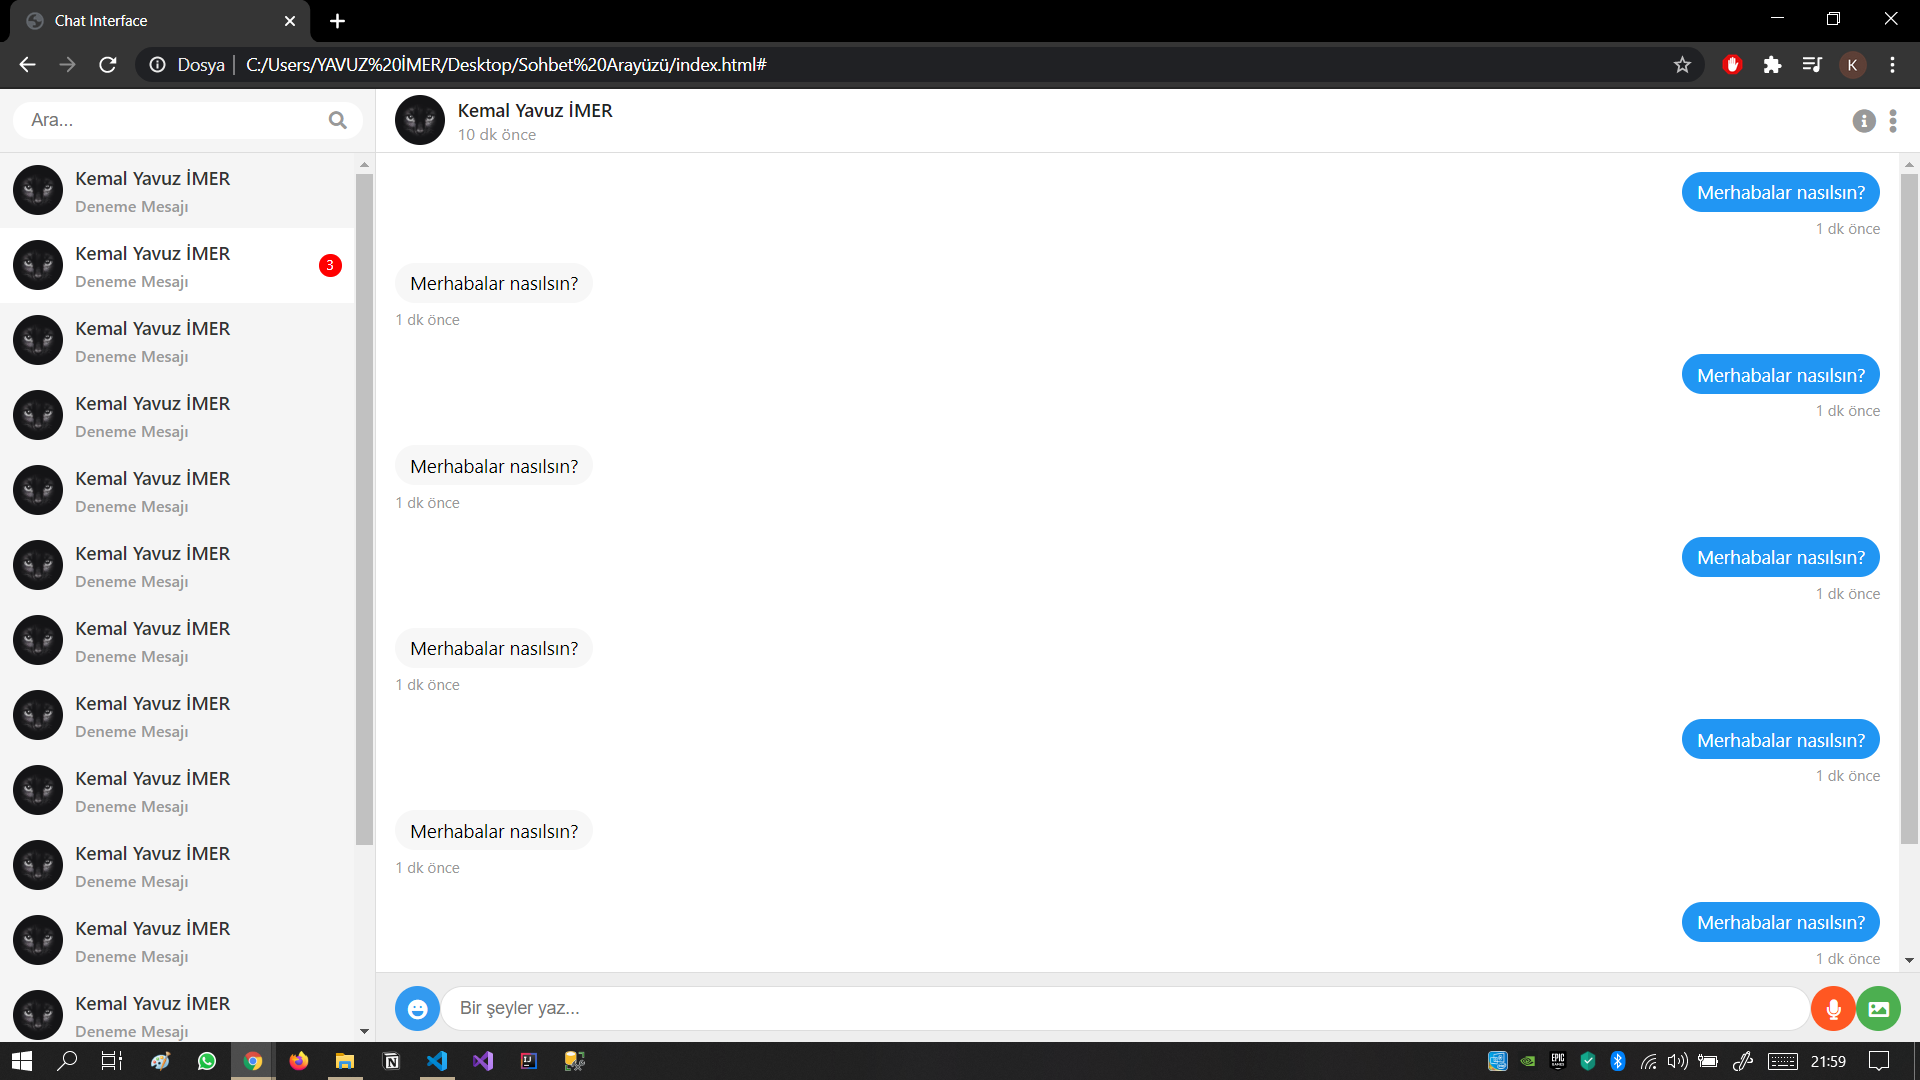 Chat Interface
Dosya
C:/Users/YAVUZ%20İMER/Desktop/Sohbet%20Arayüzü/index.html#
K
Ara...
Kemal Yavuz İMER
Deneme Mesajı
Kemal Yavuz İMER
Deneme Mesajı
3
Kemal Yavuz İMER
Deneme Mesajı
Kemal Yavuz İMER
Deneme Mesajı
Kemal Yavuz İMER
Deneme Mesajı
Kemal Yavuz İMER
Deneme Mesajı
Kemal Yavuz İMER
Deneme Mesajı
Kemal Yavuz İMER
Deneme Mesajı
Kemal Yavuz İMER
Deneme Mesajı
Kemal Yavuz İMER
Deneme Mesajı
Kemal Yavuz İMER
Deneme Mesajı
Kemal Yavuz İMER
Deneme Mesajı
Kemal Yavuz İMER
10 dk önce
Merhabalar nasılsın?
1 dk önce
Merhabalar nasılsın?
1 dk önce
Merhabalar nasılsın?
1 dk önce
Merhabalar nasılsın?
1 dk önce
Merhabalar nasılsın?
1 dk önce
Merhabalar nasılsın?
1 dk önce
Merhabalar nasılsın?
1 dk önce
Merhabalar nasılsın?
1 dk önce
Merhabalar nasılsın?
1 dk önce
Bir şeyler yaz...
IJ
EPIC
21:59